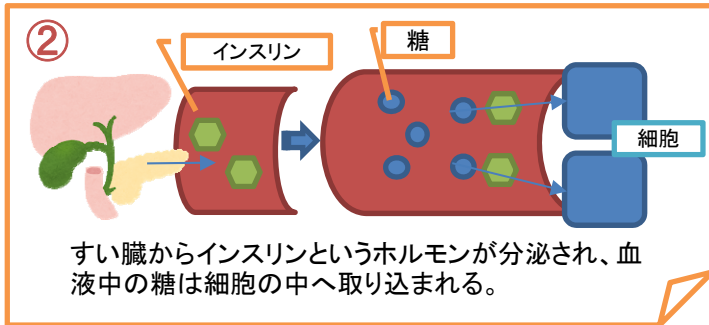 ②
インスリン
糖
細胞
すい臓からインスリンというホルモンが分泌され、血
液中の糖は細胞の中へ取り込まれる。